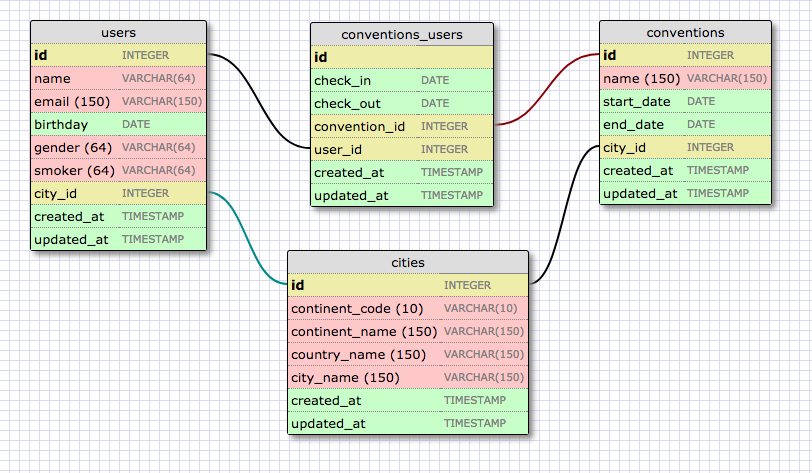 users
id INTEGER
name VARCHAR(64)
email (150) VARCHAR(150)
birthday DATE
gender (64) VARCHAR(64)
smoker (64) VARCHAR(64)
city_id INTEGER
created_at TIMESTAMP
updated_at TIMESTAMP
conventions_users
id
check_in DATE
check_out DATE
convention_id INTEGER
user_id INTEGER
created_at TIMESTAMP
updated_at TIMESTAMP
conventions
id INTEGER
name (150) VARCHAR(150)
start_date DATE
end_date DATE
city_id INTEGER
created_at TIMESTAMP
updated_at TIMESTAMP
cities
id INTEGER
continent_code (10) VARCHAR(10)
continent_name (150) VARCHAR(150)
country_name (150) VARCHAR(150)
city_name (150) VARCHAR(150)
created_at TIMESTAMP
updated_at TIMESTAMP